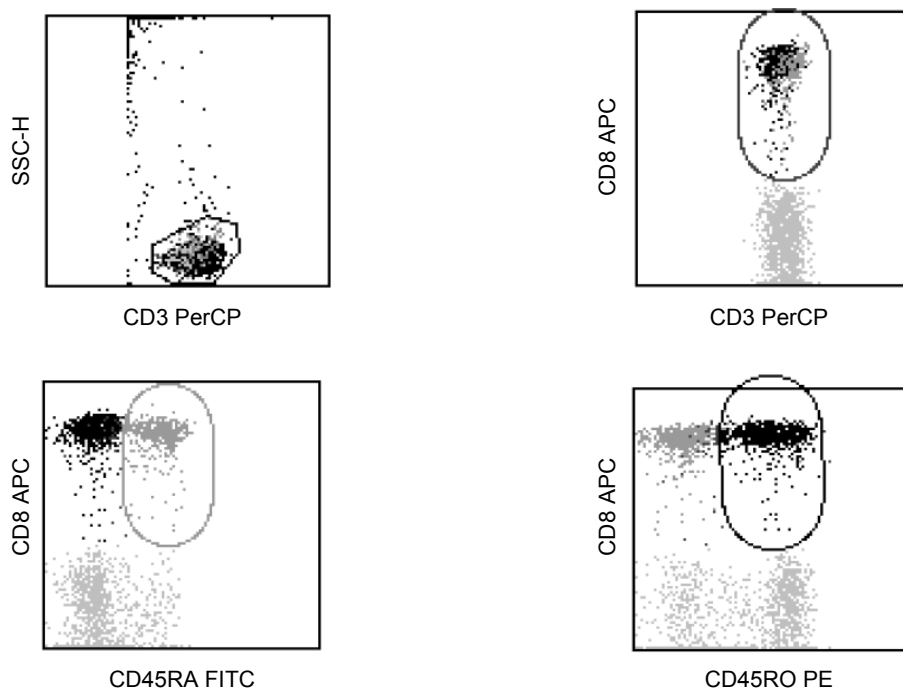 SSC-H
CD3 PerCP
CD8 APC
CD3 PerCP
CD8 APC
CD45RA FITC
CD8 APC
CD45RO PE